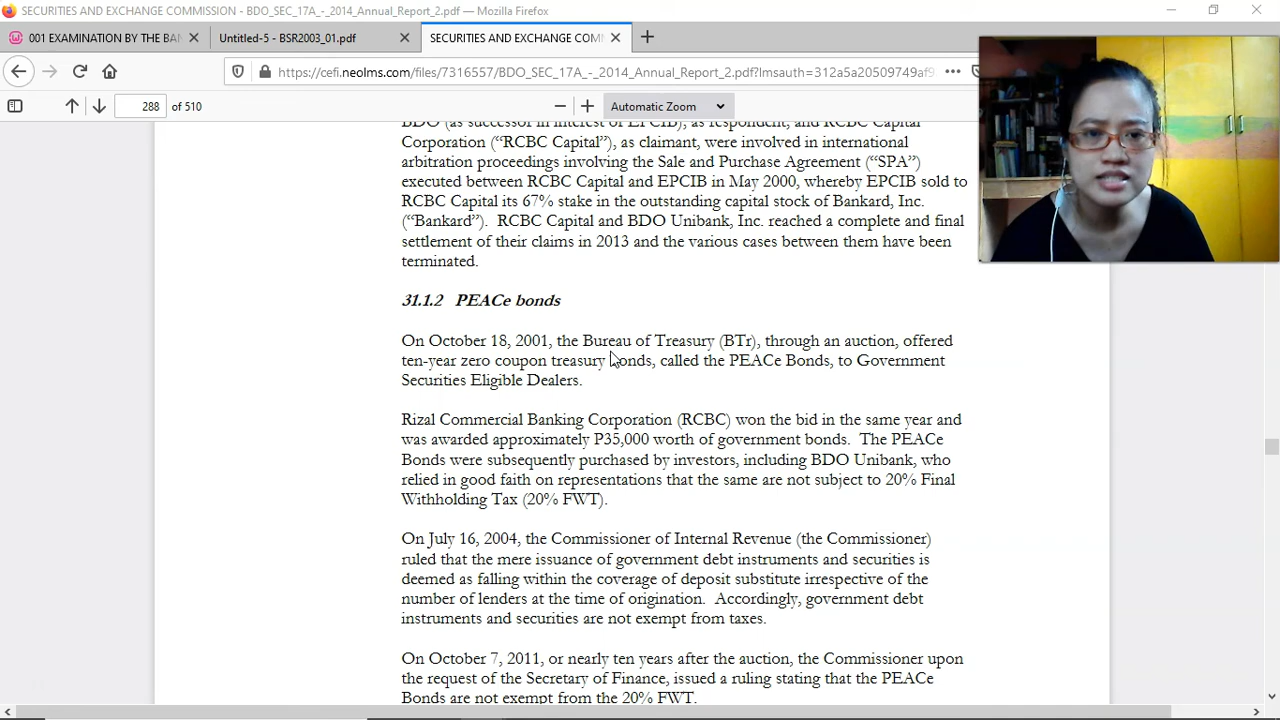 SECURITIES AND EXCHANGE COMMISSION - BDO_SEC_17A_-_2014_Annual_Report_2.pdf - Mozilla Firefox
001 EXAMINATION BY THE BA
Untitled-5 - BSR2003_01.pdf
SECURITIES AND EXCHANGE COM
https://cefi.neolms.com/files/7316557/BDO_SEC_17A_-_2014_Annual_Report_2.pdf?lmsauth=312a5a20509749af9
288 of 510
Automatic Zoom
BDO (as successor in interest of EPCIB), as respondent, and RCBC Capital
Corporation (“RCBC Capital”), as claimant, were involved in international
arbitration proceedings involving the Sale and Purchase Agreement (“SPA”)
executed between RCBC Capital and EPCIB in May 2000, whereby EPCIB sold to
RCBC Capital its 67% stake in the outstanding capital stock of Bankard, Inc.
(“Bankard”). RCBC Capital and BDO Unibank, Inc. reached a complete and final
settlement of their claims in 2013 and the various cases between them have been
terminated.
31.1.2 PEACe bonds
On October 18, 2001, the Bureau of Treasury (BTr), through an auction, offered
ten-year zero coupon treasury bonds, called the PEACe Bonds, to Government
Securities Eligible Dealers.
Rizal Commercial Banking Corporation (RCBC) won the bid in the same year and
was awarded approximately P35,000 worth of government bonds. The PEACe
Bonds were subsequently purchased by investors, including BDO Unibank, who
relied in good faith on representations that the same are not subject to 20% Final
Withholding Tax (20% FWT).
On July 16, 2004, the Commissioner of Internal Revenue (the Commissioner)
ruled that the mere issuance of government debt instruments and securities is
deemed as falling within the coverage of deposit substitute irrespective of the
number of lenders at the time of origination. Accordingly, government debt
instruments and securities are not exempt from taxes.
On October 7, 2011, or nearly ten years after the auction, the Commissioner upon
the request of the Secretary of Finance, issued a ruling stating that the PEACe
Bonds are not exempt from the 20% FWT.